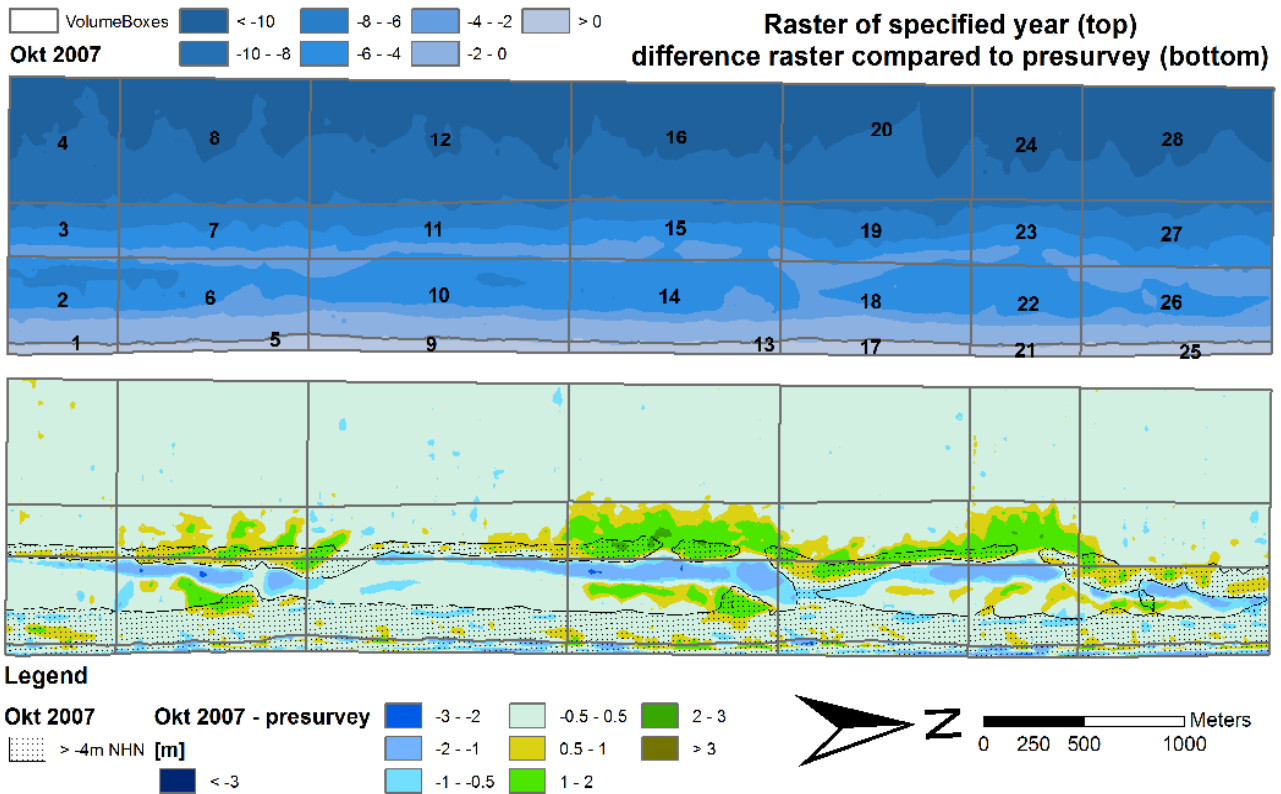 VolumeBoxes < -10 -8 - -6 -4 - -2 > 0
Okt 2007 -10 - -8 -6 - -4 -2 - 0
Raster of specified year (top)
difference raster compared to presurvey (bottom)
4 8 12 16 20 24 28
3 7 11 15 19 23 27
2 6 10 14 18 22 26
1 5 9 13 17 21 25
Legend
Okt 2007 Okt 2007 - presurvey -3 - -2 -0.5 - 0.5 2 - 3
> -4m NHN [m] -2 - -1 0.5 - 1 > 3
< -3 -1 - -0.5 1 - 2
N
Meters
0 250 500 1000